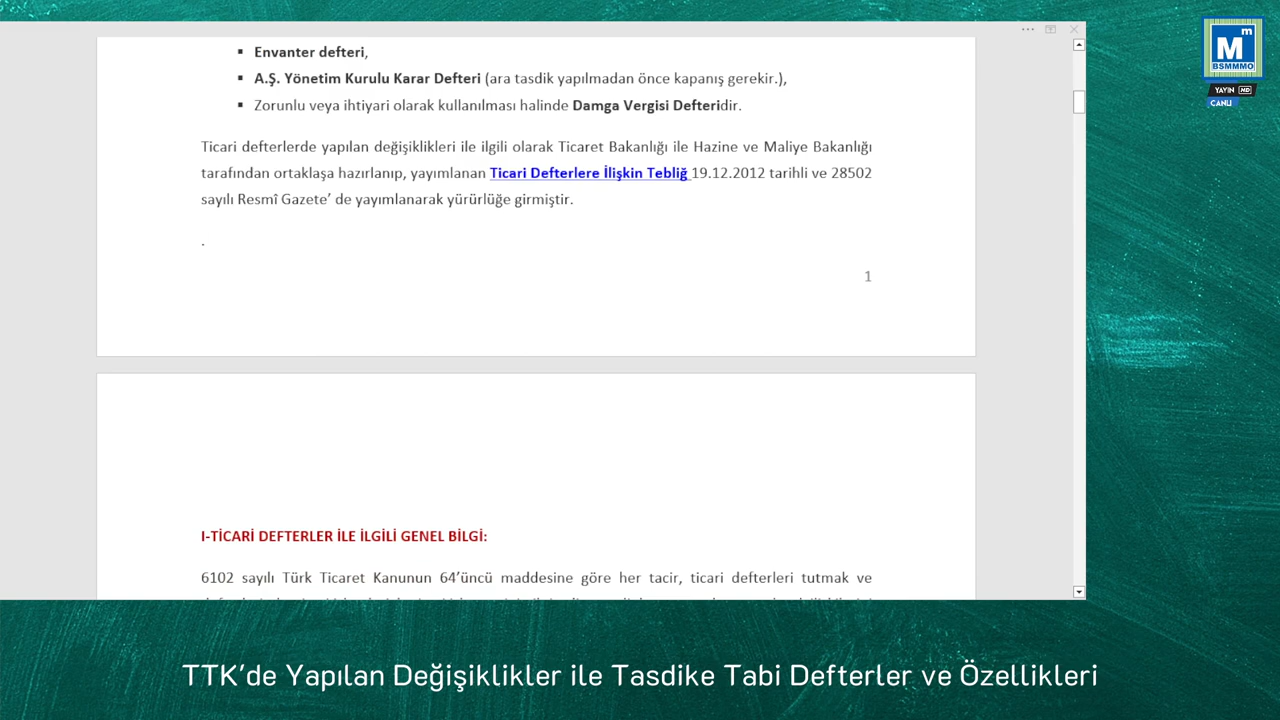 Envanter defteri,
A.Ş. Yönetim Kurulu Karar Defteri (ara tasdik yapılmadan önce kapanış gerekir.),
Zorunlu veya ihtiyari olarak kullanılması halinde Damga Vergisi Defteridir.
Ticari defterlerde yapılan değişiklikleri ile ilgili olarak Ticaret Bakanlığı ile Hazine ve Maliye Bakanlığı
tarafından ortaklaşa hazırlanıp, yayımlanan Ticari Defterlere İlişkin Tebliğ 19.12.2012 tarihli ve 28502
sayılı Resmî Gazete’ de yayımlanarak yürürlüğe girmiştir.
.
1
I-TİCARİ DEFTERLER İLE İLGİLİ GENEL BİLGİ:
6102 sayılı Türk Ticaret Kanunun 64’üncü maddesine göre her tacir, ticari defterleri tutmak ve
Mm
BSMMMO
YAYIN HD
CANLI
TTK’de Yapılan Değişiklikler ile Tasdike Tabi Defterler ve Özellikleri